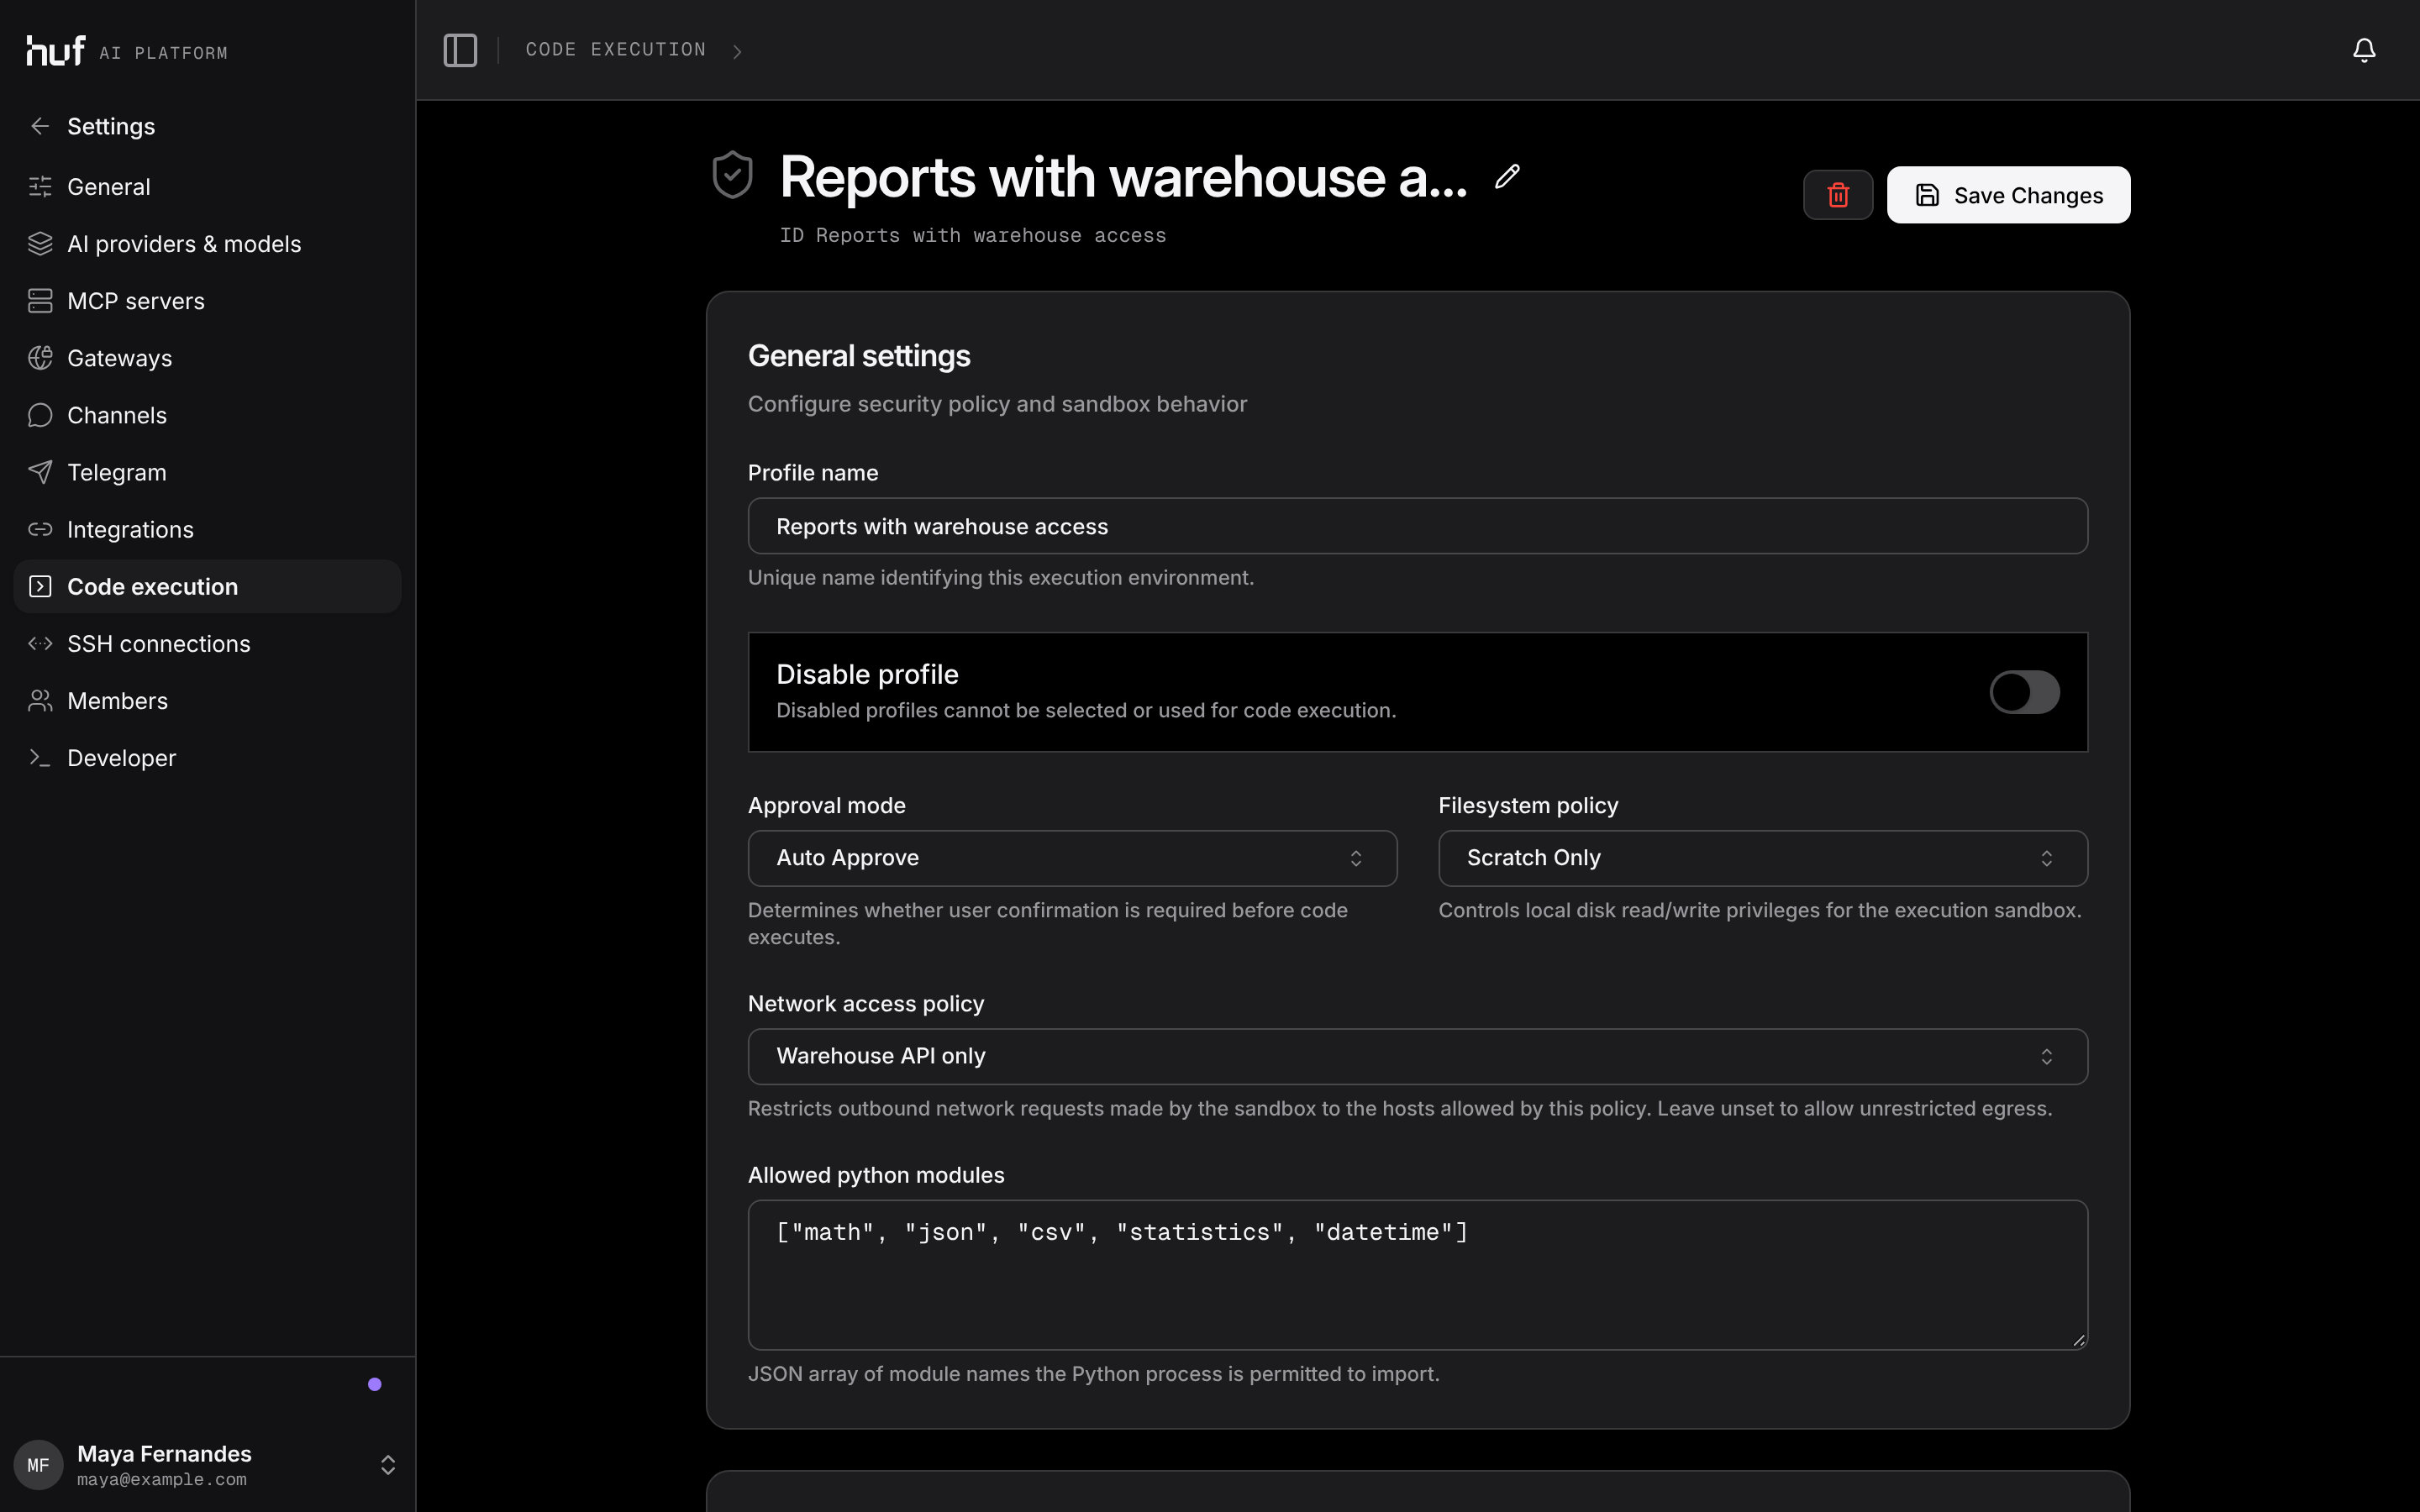 huf AI PLATFORM
Settings
General
AI providers & models
MCP servers
Gateways
Channels
Telegram
Integrations
Code execution
SSH connections
Members
Developer
MF
Maya Fernandes
maya@example.com
CODE EXECUTION
Reports with warehouse a...
ID Reports with warehouse access
Save Changes
General settings
Configure security policy and sandbox behavior
Profile name
Reports with warehouse access
Unique name identifying this execution environment.
Disable profile
Disabled profiles cannot be selected or used for code execution.
Approval mode
Auto Approve
Determines whether user confirmation is required before code
executes.
Filesystem policy
Scratch Only
Controls local disk read/write privileges for the execution sandbox.
Network access policy
Warehouse API only
Restricts outbound network requests made by the sandbox to the hosts allowed by this policy. Leave unset to allow unrestricted egress.
Allowed python modules
["math", "json", "csv", "statistics", "datetime"]
JSON array of module names the Python process is permitted to import.